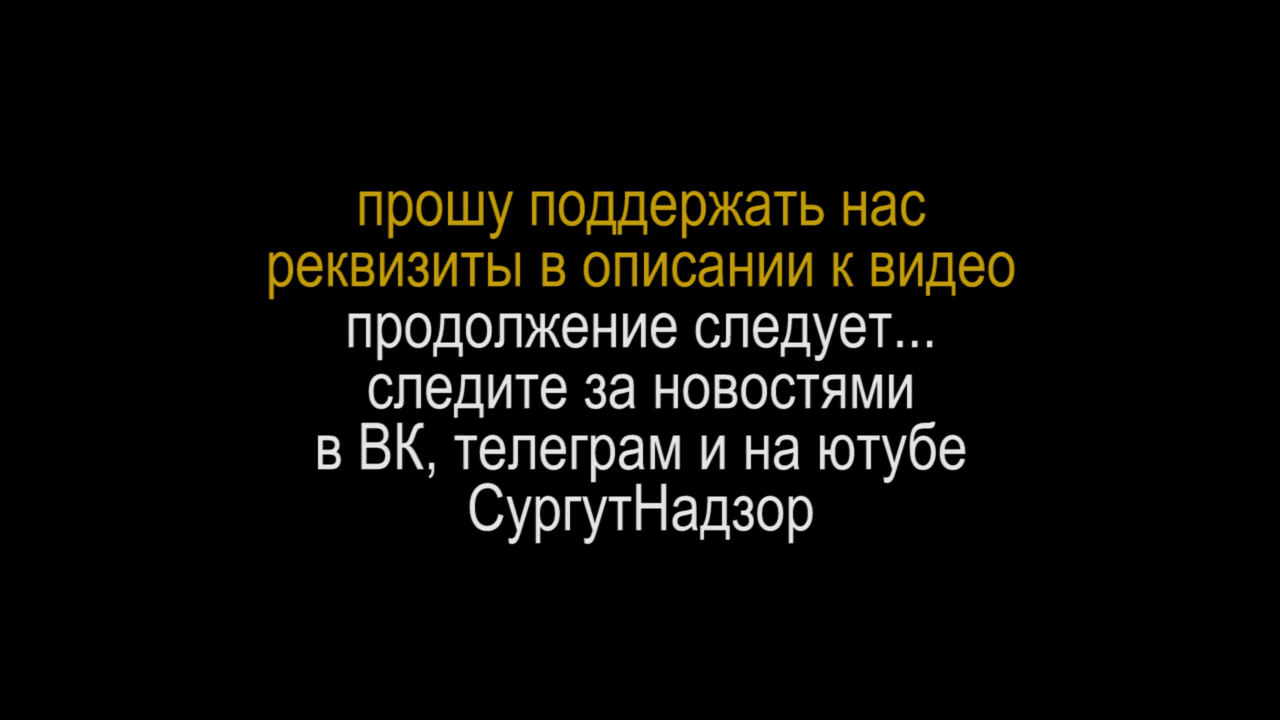 прошу поддержать нас
реквизиты в описании к видео
продолжение следует...
следите за новостями
в ВК, телеграм и на ютубе
СургутНадзор